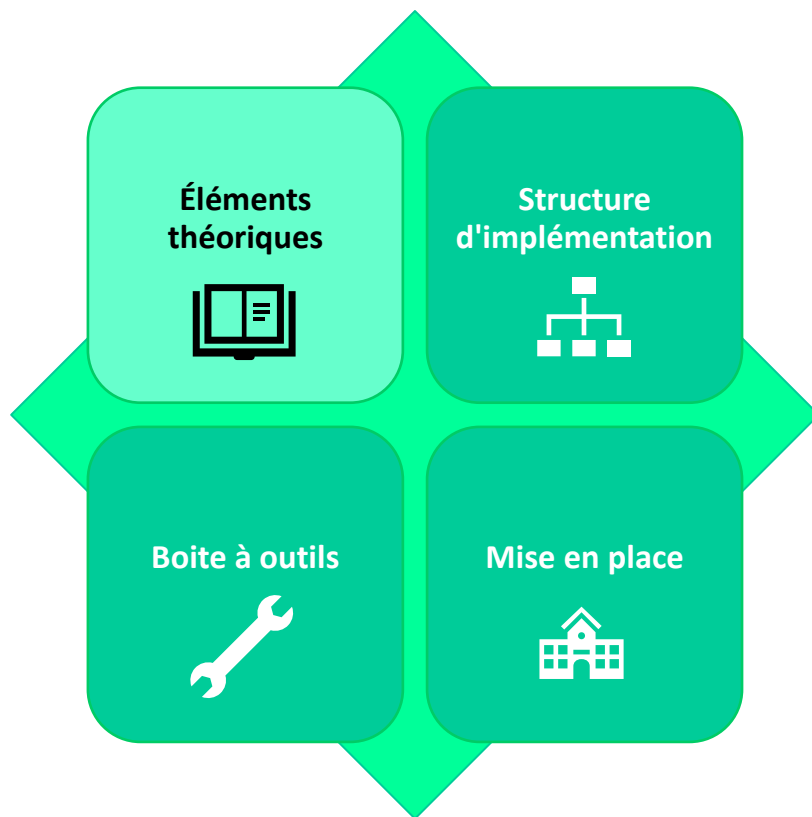 Éléments
théoriques
Structure
d'implémentation
Boite à outils
Mise en place